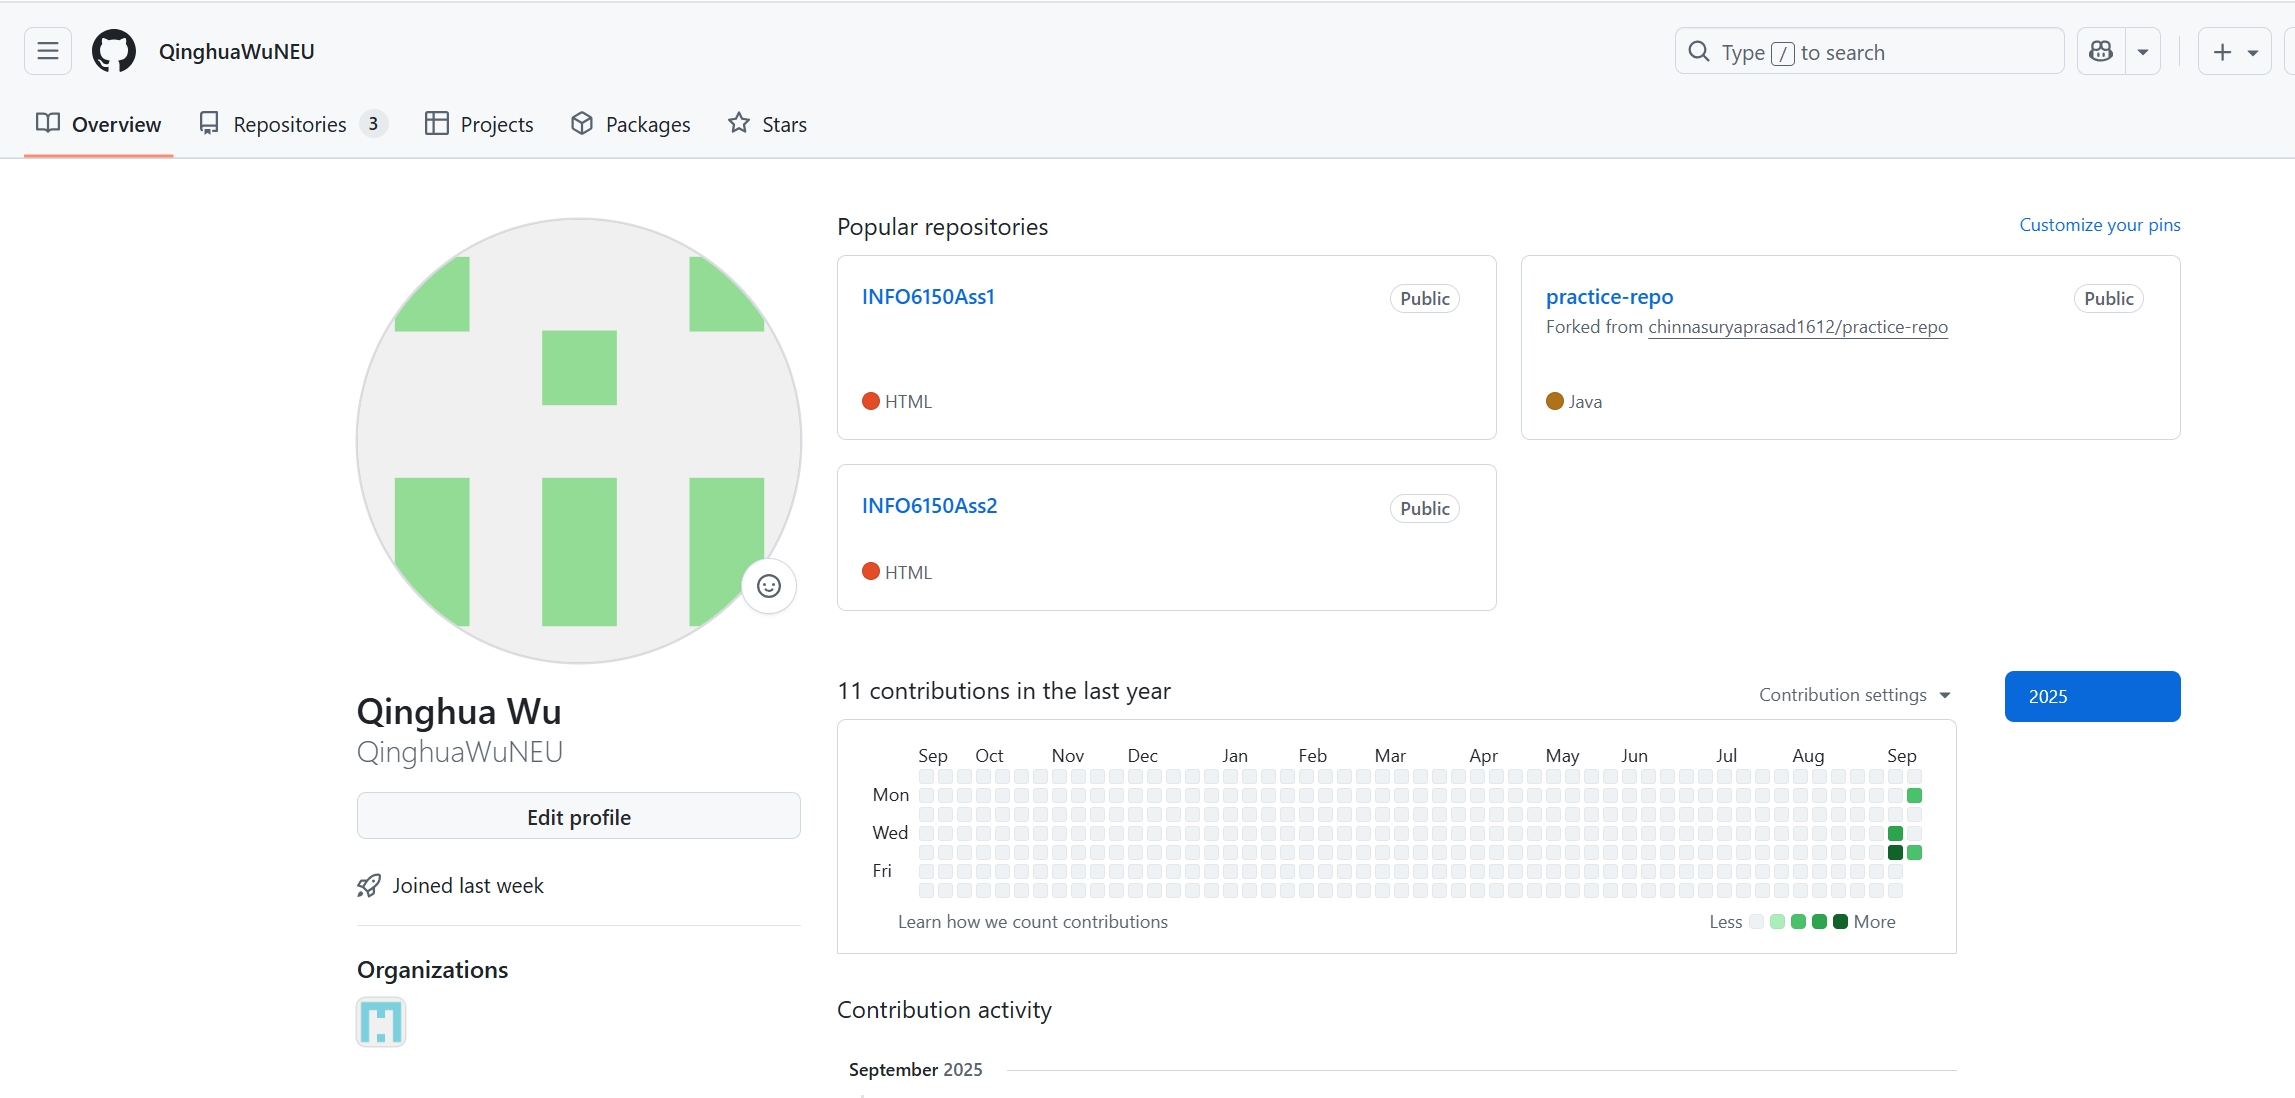 QinghuaWuNEU
Type / to search
Overview
Repositories 3
Projects
Packages
Stars
Popular repositories
Customize your pins
INFO6150Ass1
Public
HTML
practice-repo
Public
Forked from chinnasuryaprasad1612/practice-repo
Java
INFO6150Ass2
Public
HTML
Qinghua Wu
QinghuaWuNEU
Edit profile
Joined last week
Organizations
11 contributions in the last year
Contribution settings
2025
Sep Oct Nov Dec Jan Feb Mar Apr May Jun Jul Aug Sep
Mon
Wed
Fri
Learn how we count contributions
Less More
Contribution activity
September 2025